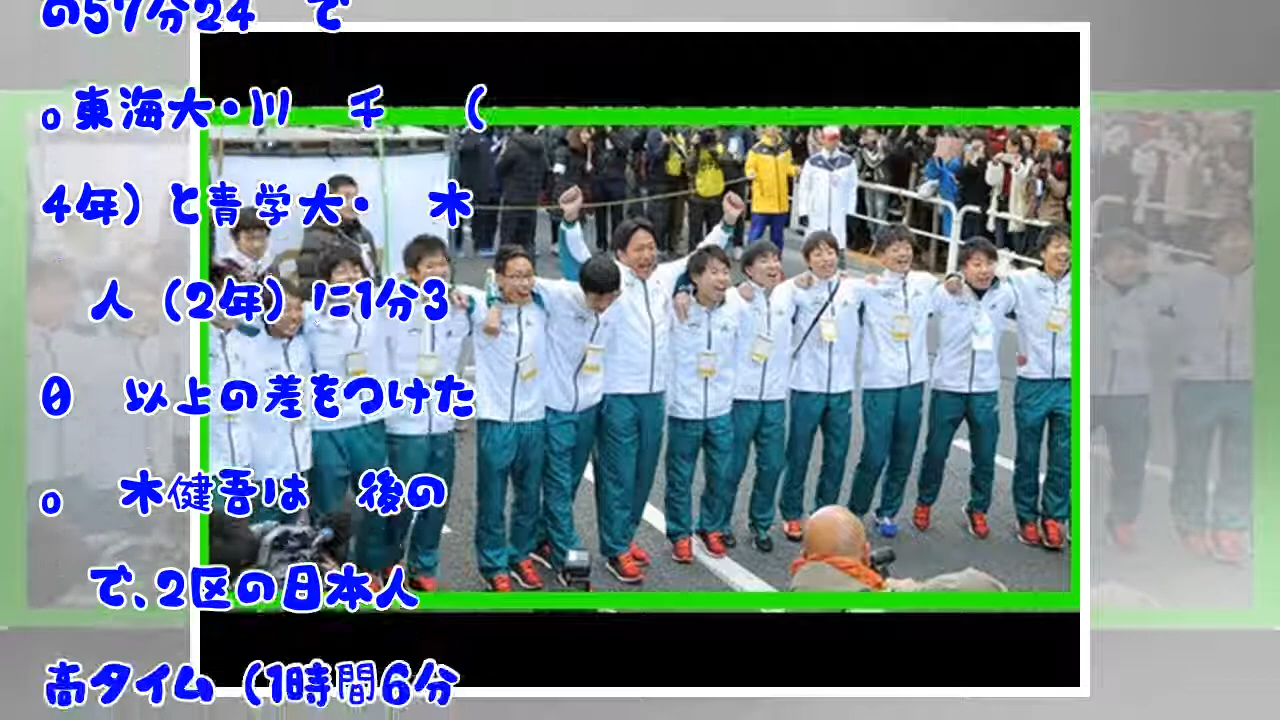 の57分24 で
。東海大・川 チ (
4年）と青学大・ 木
人（2年）に1分3
0 以上の差をつけた
。 木健吾は 後の
で、2区の日本人
高タイム（1時間6分